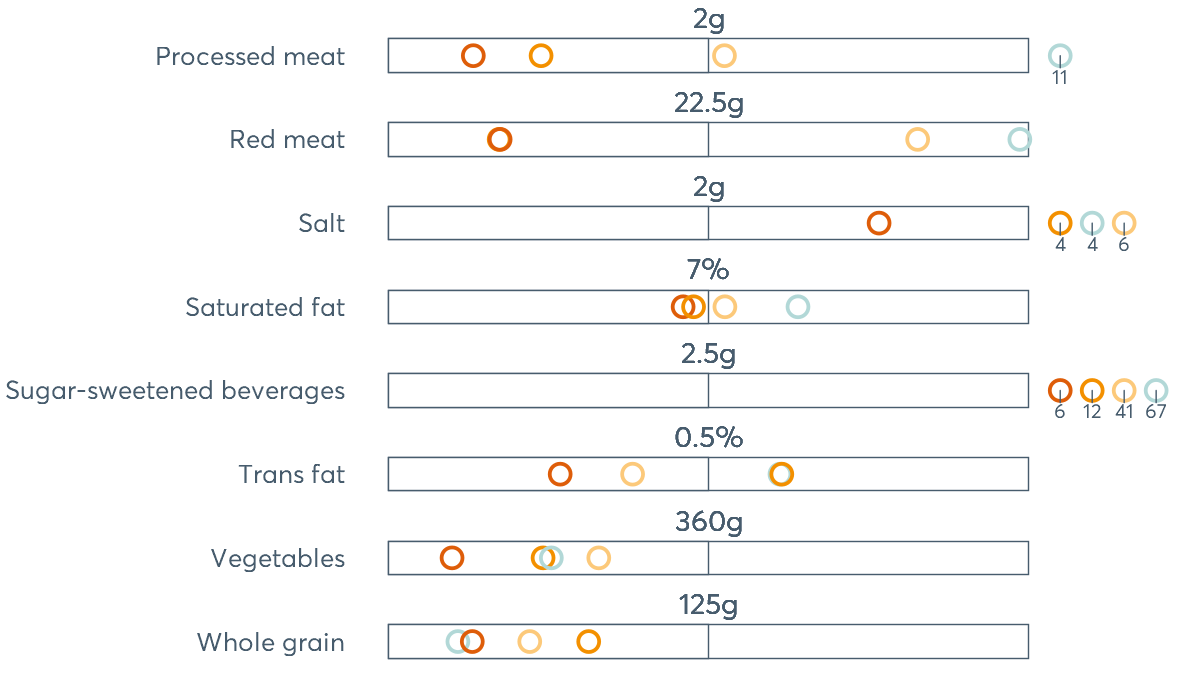 2g
Processed meat
11
22.5g
Red meat
2g
Salt
4 4 6
7%
Saturated fat
2.5g
Sugar-sweetened beverages
6 12 41 67
0.5%
Trans fat
360g
Vegetables
125g
Whole grain